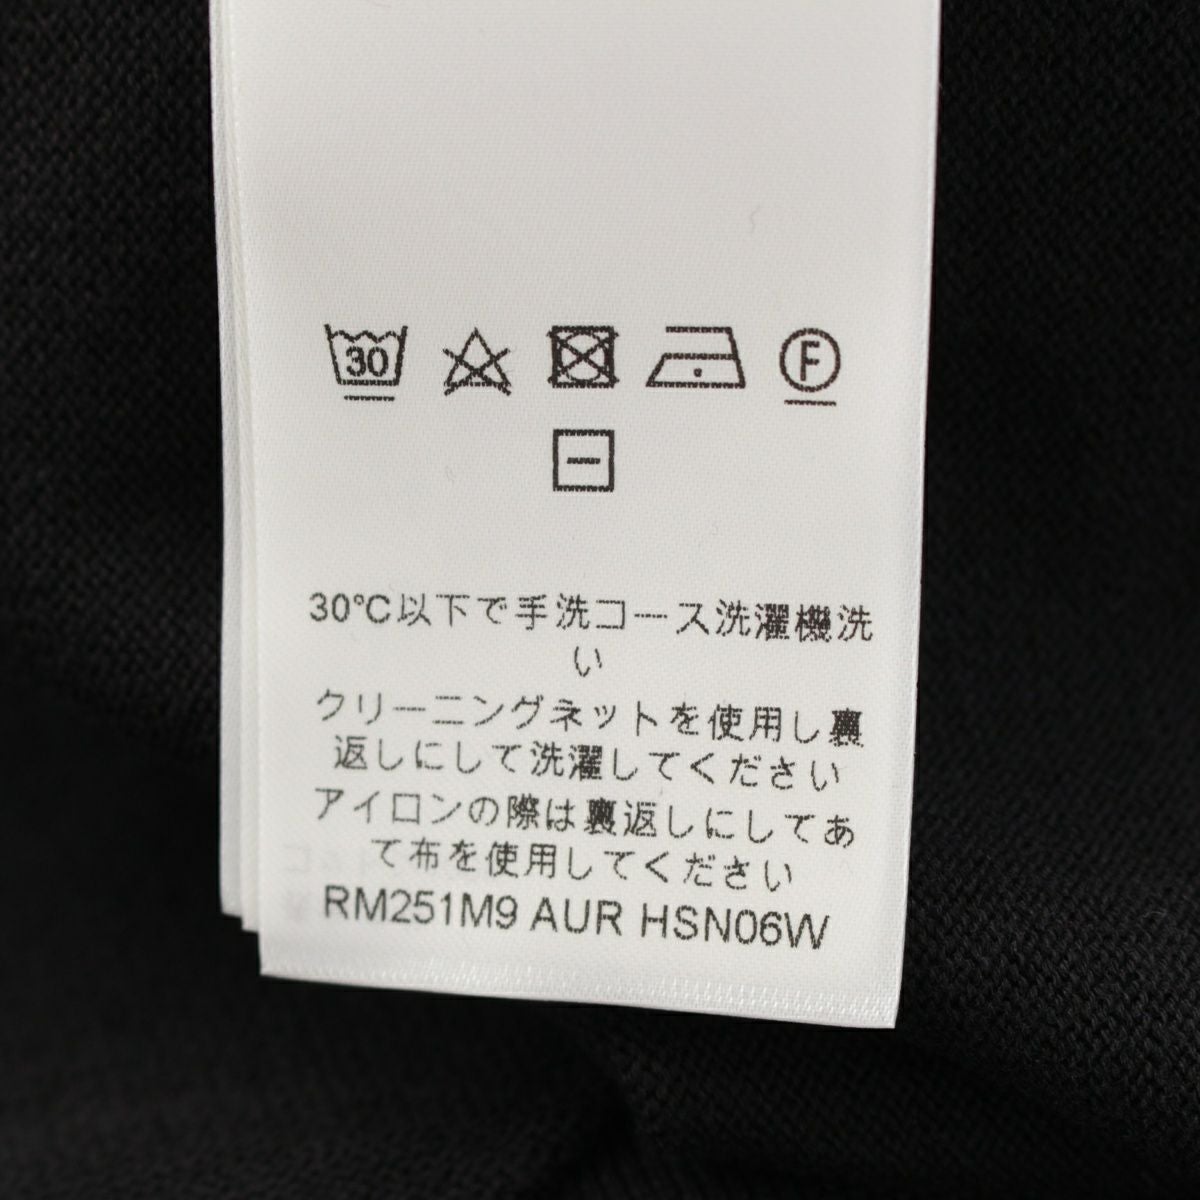 30
F
30℃以下で手洗コース洗濯機洗
い
クリーニングネットを使用し裏
返しにして洗濯してください
アイロンの際は裏返しにしてあ
て布を使用してください
RM251M9 AUR HSN06W